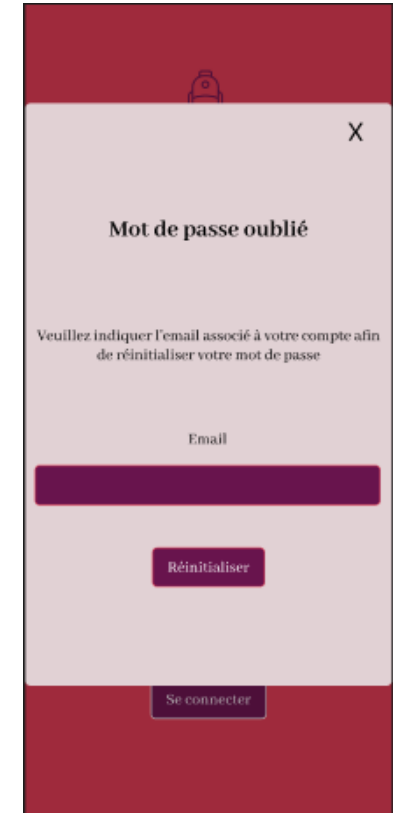 X
Mot de passe oublié
Veuillez indiquer l'email associé à votre compte afin
de réinitialiser votre mot de passe
Email
Réinitialiser
Se connecter